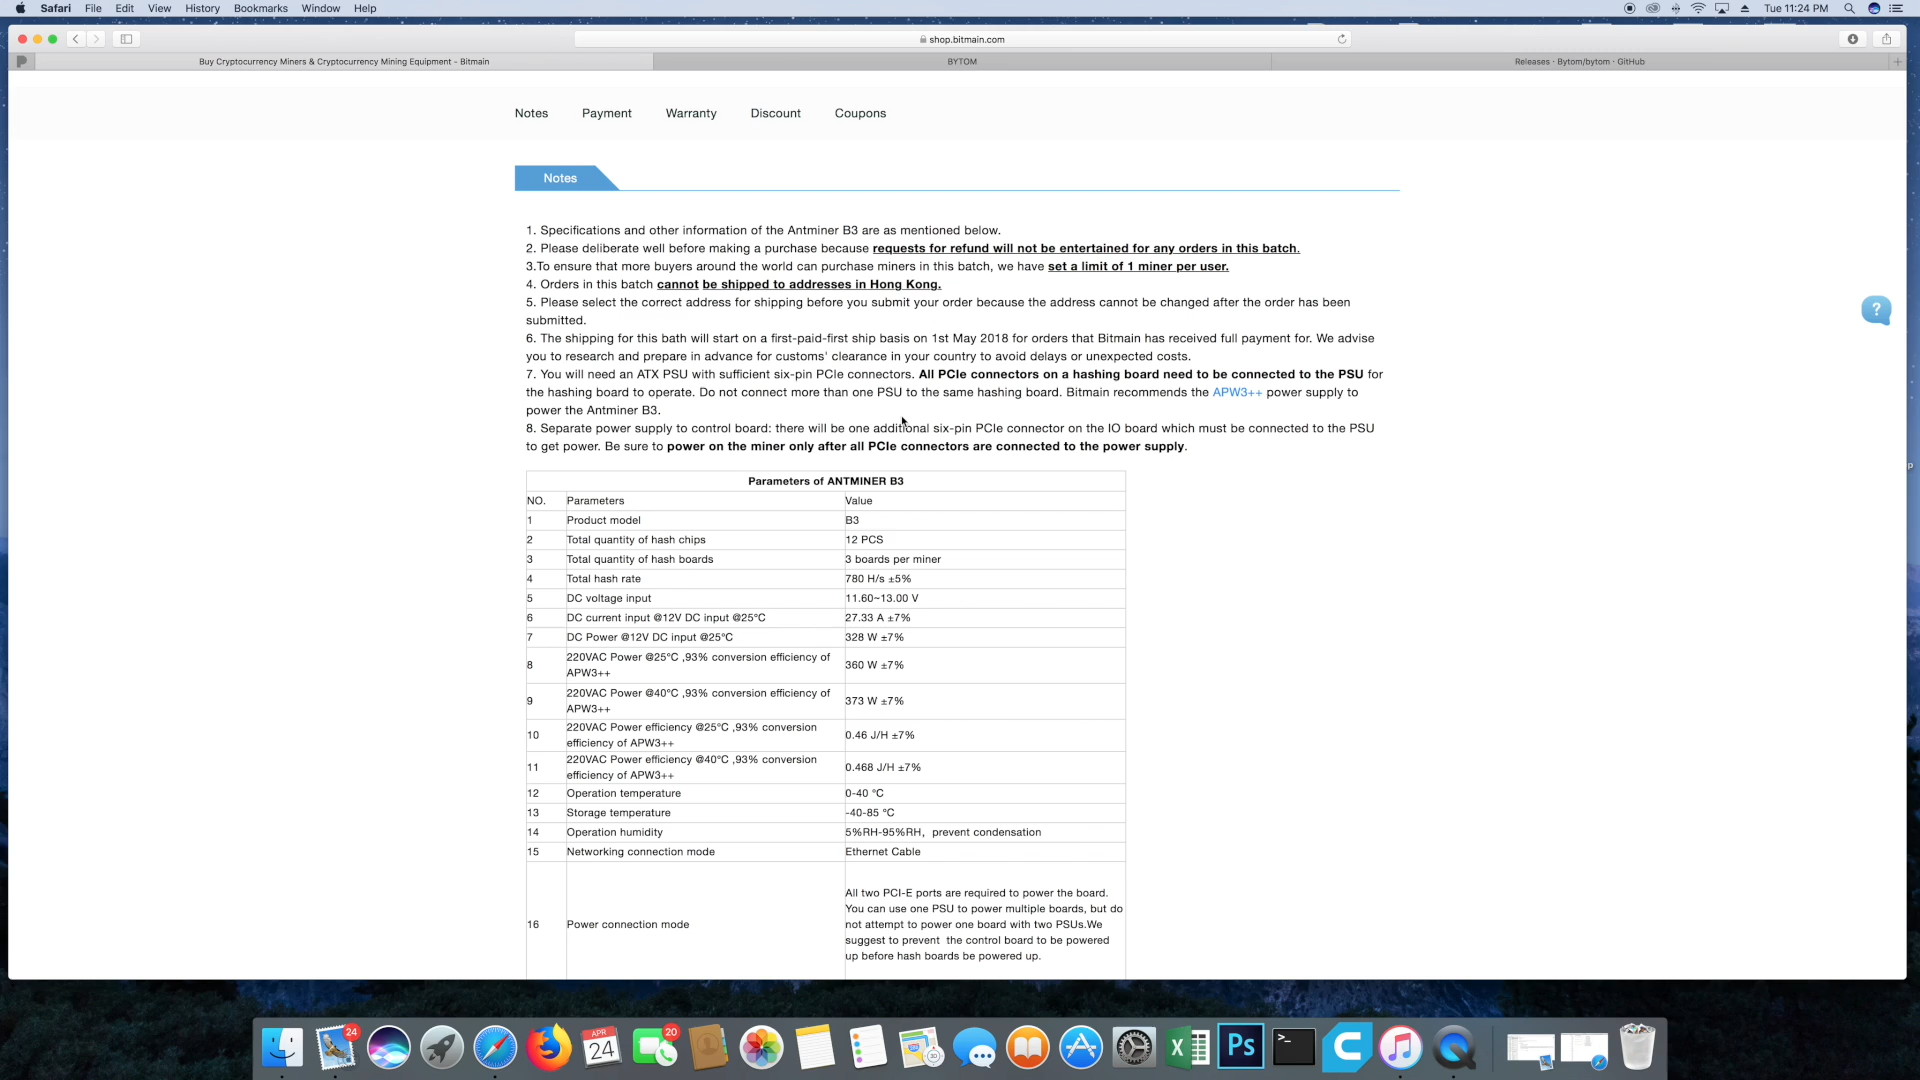 Safari File Edit View History Bookmarks Window Help
Tue 11:24 PM
shop.bitmain.com
Buy Cryptocurrency Miners & Cryptocurrency Mining Equipment - Bitmain
BYTOM
Releases · Bytom/bytom · GitHub
Notes Payment Warranty Discount Coupons
Notes
1. Specifications and other information of the Antminer B3 are as mentioned below.
2. Please deliberate well before making a purchase because requests for refund will not be entertained for any orders in this batch.
3.To ensure that more buyers around the world can purchase miners in this batch, we have set a limit of 1 miner per user.
4. Orders in this batch cannot be shipped to addresses in Hong Kong.
5. Please select the correct address for shipping before you submit your order because the address cannot be changed after the order has been
submitted.
6. The shipping for this bath will start on a first-paid-first ship basis on 1st May 2018 for orders that Bitmain has received full payment for. We advise
you to research and prepare in advance for customs' clearance in your country to avoid delays or unexpected costs.
7. You will need an ATX PSU with sufficient six-pin PCIe connectors. All PCIe connectors on a hashing board need to be connected to the PSU for
the hashing board to operate. Do not connect more than one PSU to the same hashing board. Bitmain recommends the APW3++ power supply to
power the Antminer B3.
8. Separate power supply to control board: there will be one additional six-pin PCIe connector on the IO board which must be connected to the PSU
to get power. Be sure to power on the miner only after all PCIe connectors are connected to the power supply.
?
Parameters of ANTMINER B3
NO. Parameters Value
1 Product model B3
2 Total quantity of hash chips 12 PCS
3 Total quantity of hash boards 3 boards per miner
4 Total hash rate 780 H/s ±5%
5 DC voltage input 11.60~13.00 V
6 DC current input @12V DC input @25°C 27.33 A ±7%
7 DC Power @12V DC input @25°C 328 W ±7%
8 220VAC Power @25°C ,93% conversion efficiency of
APW3++ 360 W ±7%
9 220VAC Power @40°C ,93% conversion efficiency of
APW3++ 373 W ±7%
10 220VAC Power efficiency @25°C ,93% conversion
efficiency of APW3++ 0.46 J/H ±7%
11 220VAC Power efficiency @40°C ,93% conversion
efficiency of APW3++ 0.468 J/H ±7%
12 Operation temperature 0-40 °C
13 Storage temperature -40-85 °C
14 Operation humidity 5%RH-95%RH，prevent condensation
15 Networking connection mode Ethernet Cable
16 Power connection mode
All two PCI-E ports are required to power the board.
You can use one PSU to power multiple boards, but do
not attempt to power one board with two PSUs.We
suggest to prevent the control board to be powered
up before hash boards be powered up.
24
APR
24
20
Ps